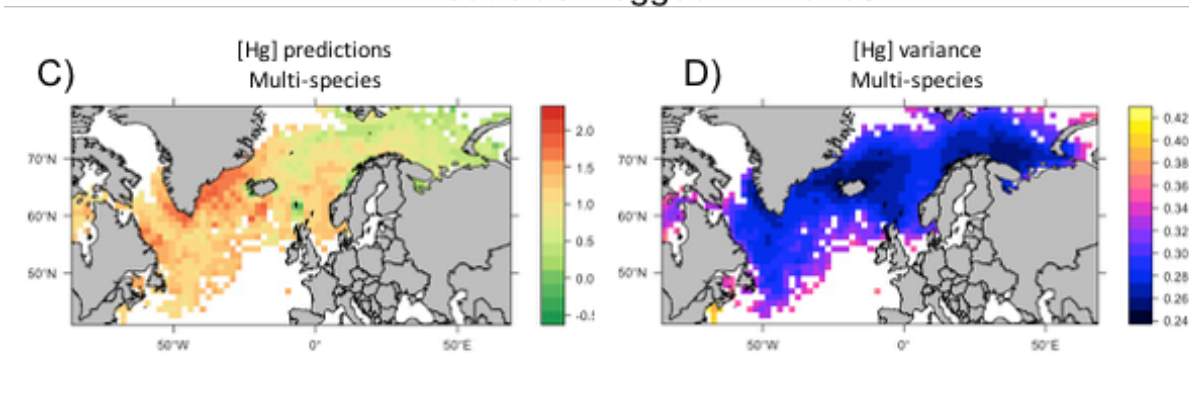 C)
[Hg] predictions
Multi-species
70°N
60°N
50°N
50°W
0°
50°E
2.0
1.5
1.0
0.5
0.0
D)
[Hg] variance
Multi-species
70°N
60°N
50°N
50°W
0°
50°E
0.42
0.40
0.38
0.36
0.34
0.32
0.30
0.28
0.26
0.24